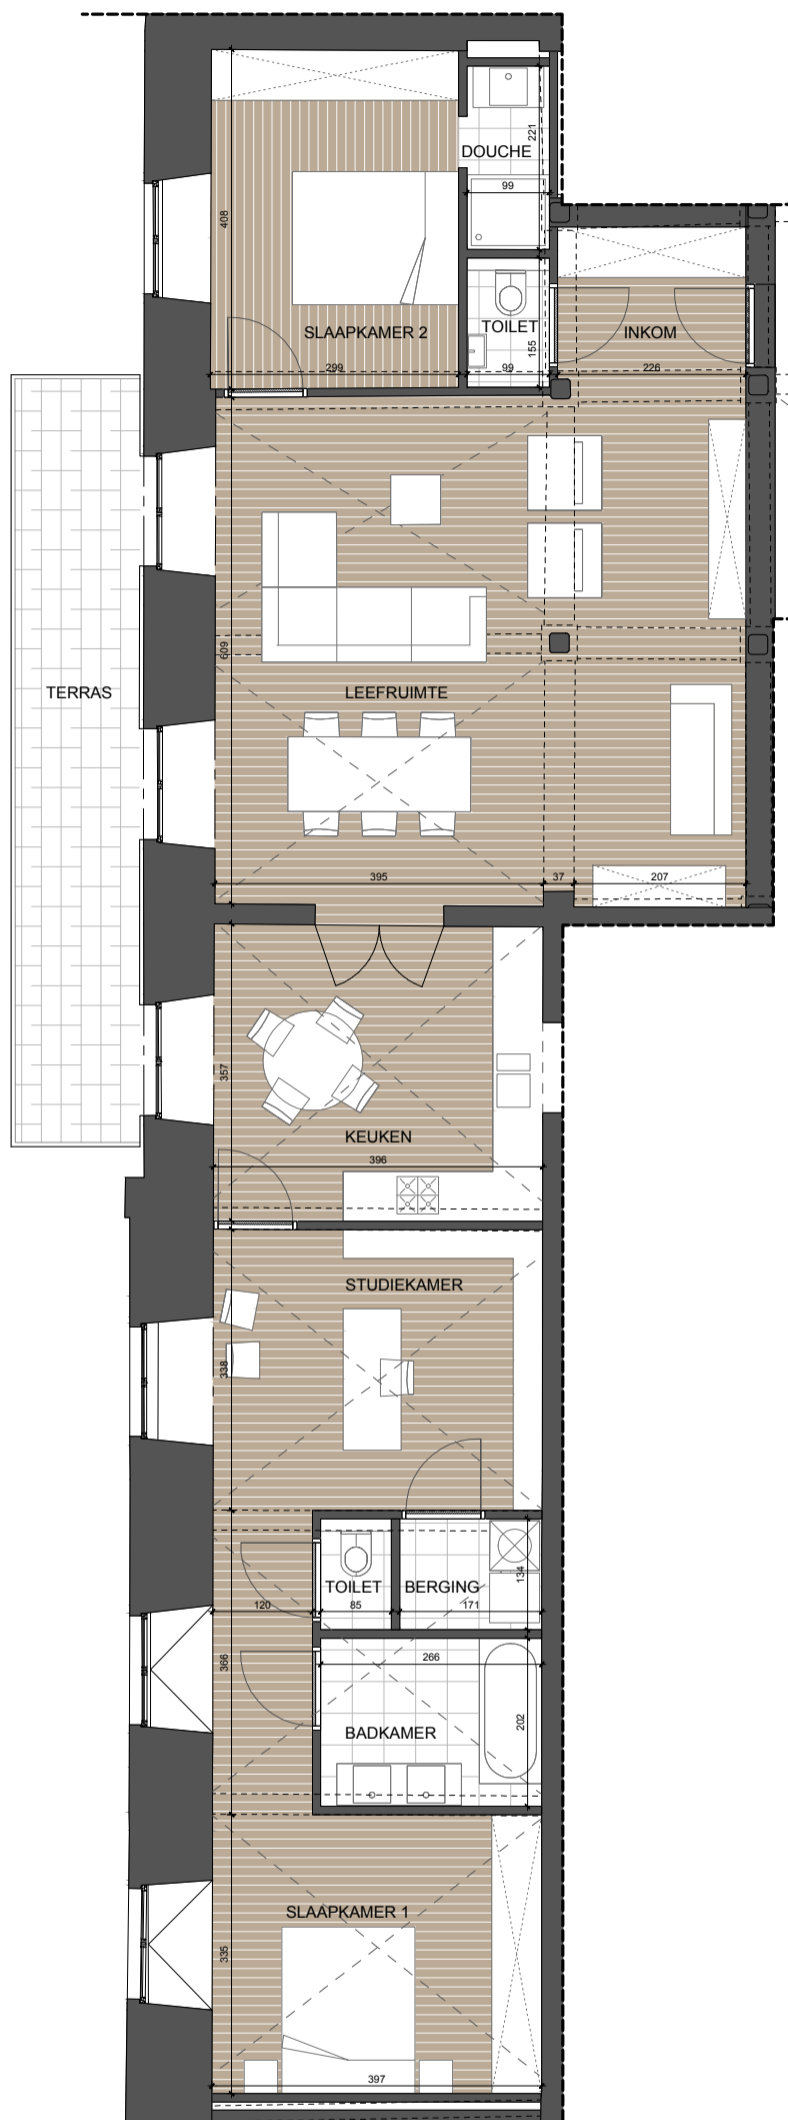 DOUCHE
221
99
408
SLAAPKAMER 2
TOILET
INKOM
155
299
99
226
609
TERRAS
LEEFRUIMTE
395
37
207
357
KEUKEN
396
STUDIEKAMER
338
TOILET
BERGING
134
120
85
171
366
266
202
BADKAMER
SLAAPKAMER 1
335
397